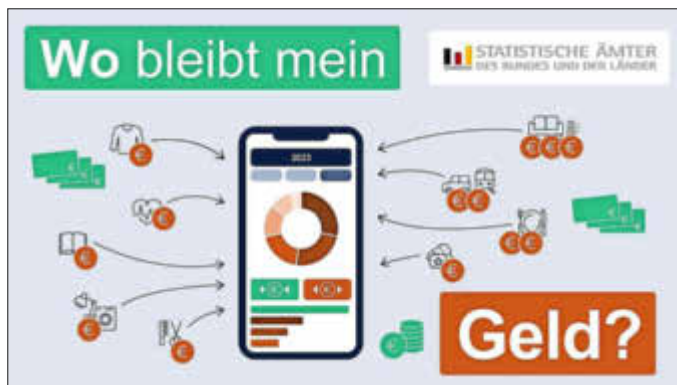 Wo bleibt mein
STATISTISCHE ÄMTER
DES BUNDES UND DER LÄNDER
2023
Geld?